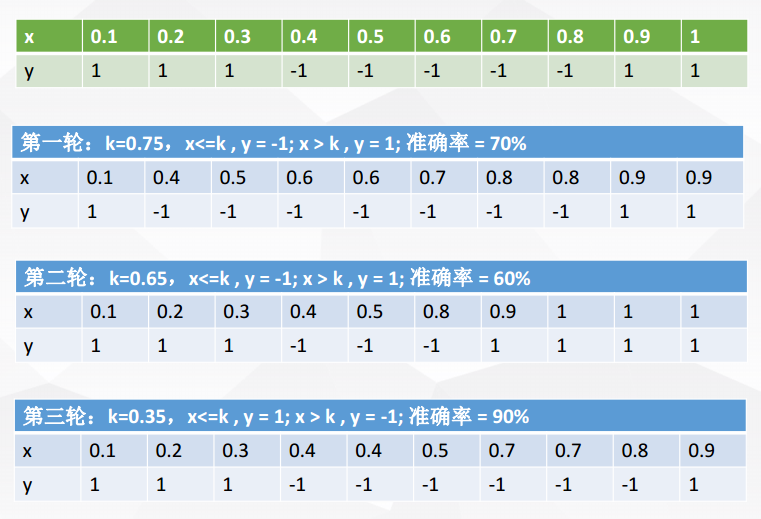 x 0.1 0.2 0.3 0.4 0.5 0.6 0.7 0.8 0.9 1
y 1 1 1 -1 -1 -1 -1 -1 1 1
第一轮：k=0.75，x<=k , y = -1; x > k , y = 1; 准确率 = 70%
x 0.1 0.4 0.5 0.6 0.6 0.7 0.8 0.8 0.9 0.9
y 1 -1 -1 -1 -1 -1 -1 -1 1 1
第二轮：k=0.65，x<=k , y = -1; x > k , y = 1; 准确率 = 60%
x 0.1 0.2 0.3 0.4 0.5 0.8 0.9 1 1 1
y 1 1 1 -1 -1 -1 1 1 1 1
第三轮：k=0.35，x<=k , y = 1; x > k , y = -1; 准确率 = 90%
x 0.1 0.2 0.3 0.4 0.4 0.5 0.7 0.7 0.8 0.9
y 1 1 1 -1 -1 -1 -1 -1 -1 1